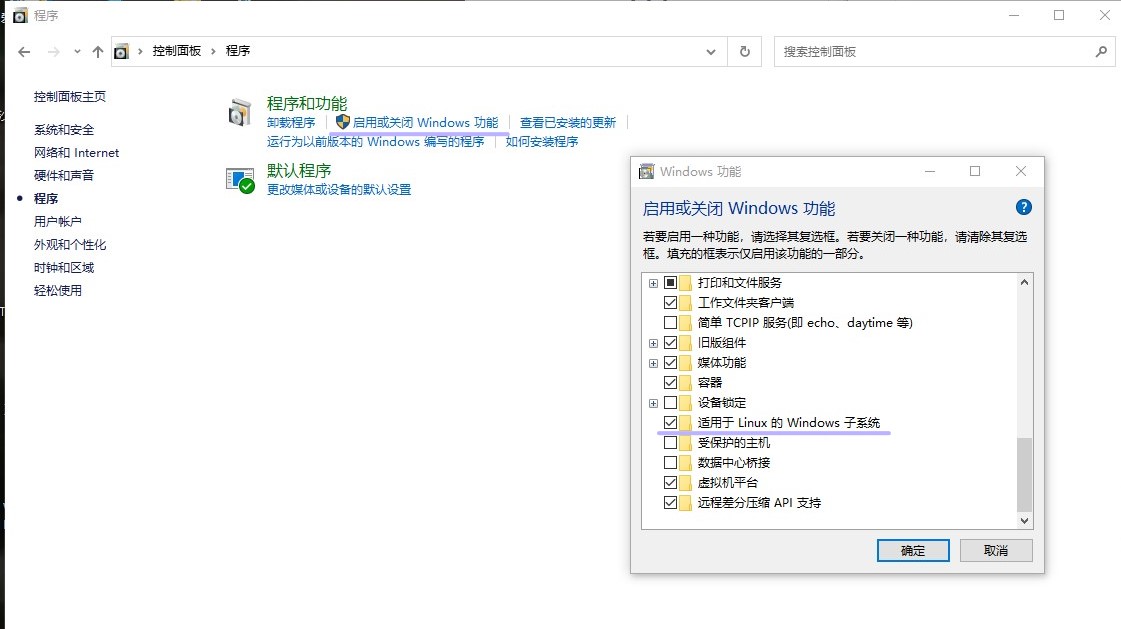 程序
控制面板 程序
搜索控制面板
控制面板主页
系统和安全
网络和 Internet
硬件和声音
程序
用户帐户
外观和个性化
时钟和区域
轻松使用
程序和功能
卸载程序 启用或关闭 Windows 功能 查看已安装的更新
运行为以前版本的 Windows 编写的程序 如何安装程序
默认程序
更改媒体或设备的默认设置
Windows 功能
启用或关闭 Windows 功能
若要启用一种功能，请选择其复选框。若要关闭一种功能，请清除其复选
框。填充的框表示仅启用该功能的一部分。
打印和文件服务
工作文件夹客户端
简单 TCPIP 服务(即 echo、daytime 等)
旧版组件
媒体功能
容器
设备锁定
适用于 Linux 的 Windows 子系统
受保护的主机
数据中心桥接
虚拟机平台
远程差分压缩 API 支持
确定 取消